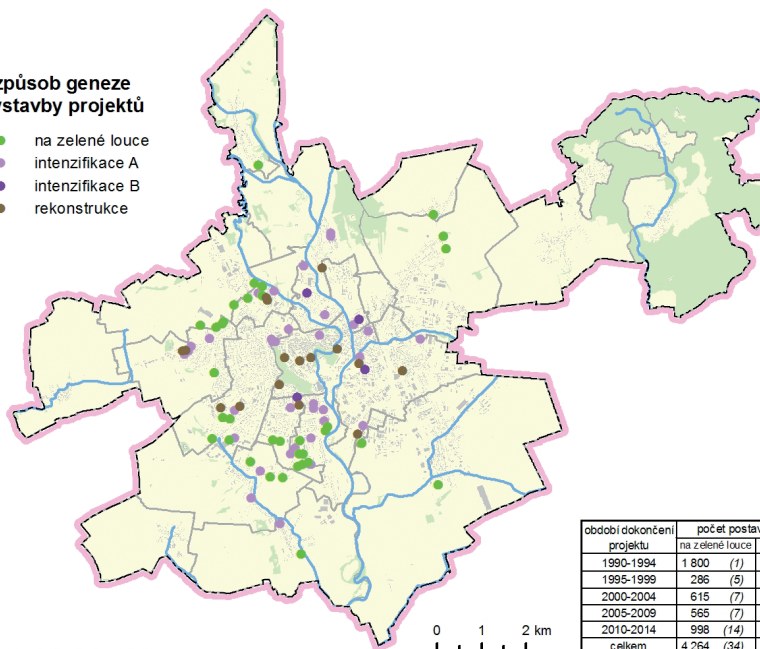 způsob geneze
výstavby projektů
na zelené louce
intenzifikace A
intenzifikace B
rekonstrukce
0 1 2 km
období dokončení projektu
na zelené louce
1990-1994 1 800 (1)
1995-1999 286 (5)
2000-2004 615 (7)
2005-2009 565 (7)
2010-2014 998 (14)
celkem 4 264 (34)
počet